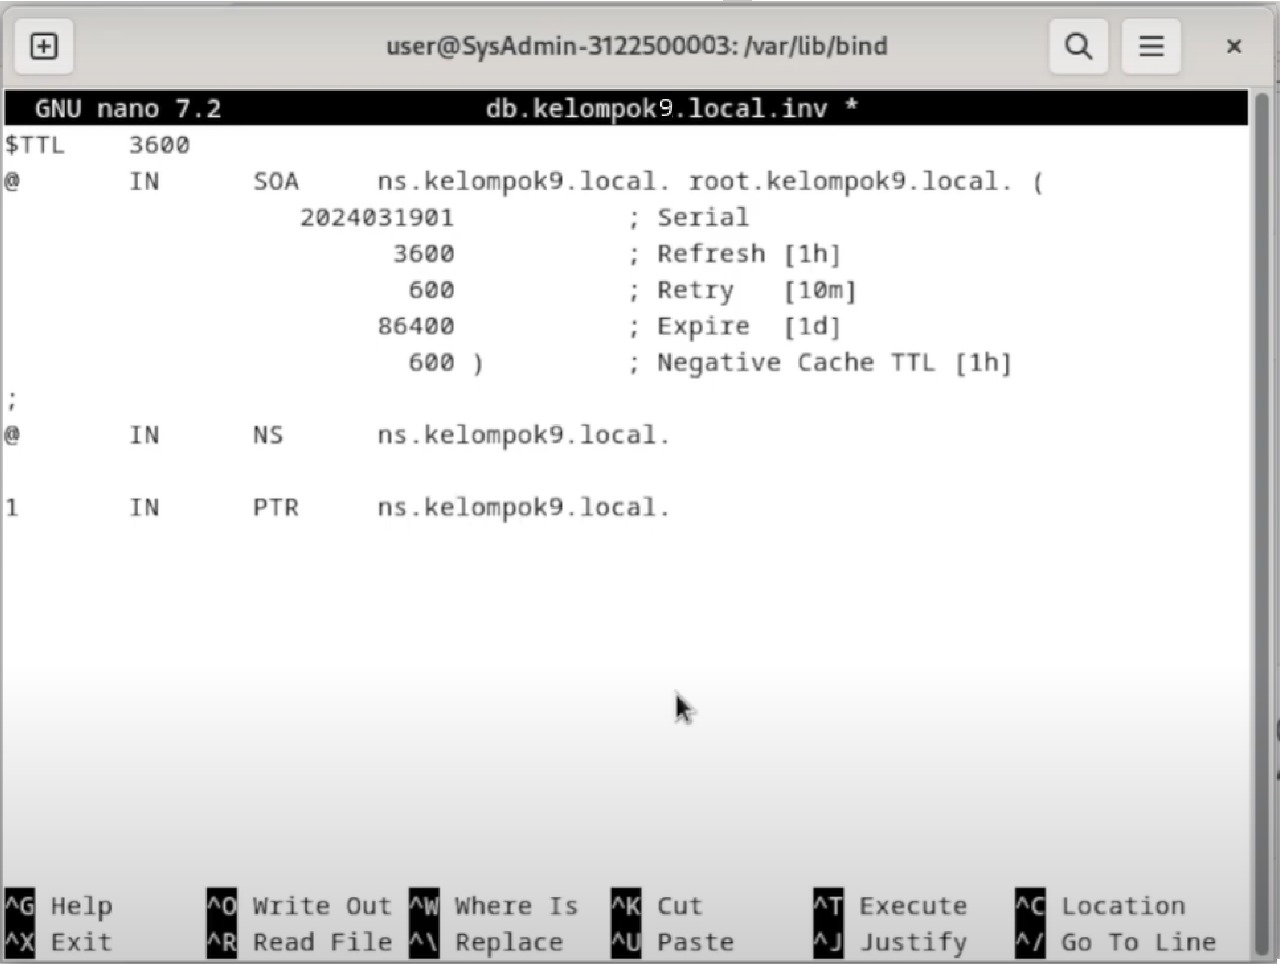 user@SysAdmin-3122500003: /var/lib/bind
GNU nano 7.2 db.kelompok9.local.inv *
$TTL 3600
@ IN SOA ns.kelompok9.local. root.kelompok9.local. (
2024031901 ; Serial
3600 ; Refresh [1h]
600 ; Retry [10m]
86400 ; Expire [1d]
600 ) ; Negative Cache TTL [1h]
;
@ IN NS ns.kelompok9.local.
1 IN PTR ns.kelompok9.local.
^G Help ^O Write Out ^W Where Is ^K Cut ^T Execute ^C Location
^X Exit ^R Read File ^\ Replace ^U Paste ^J Justify ^/ Go To Line